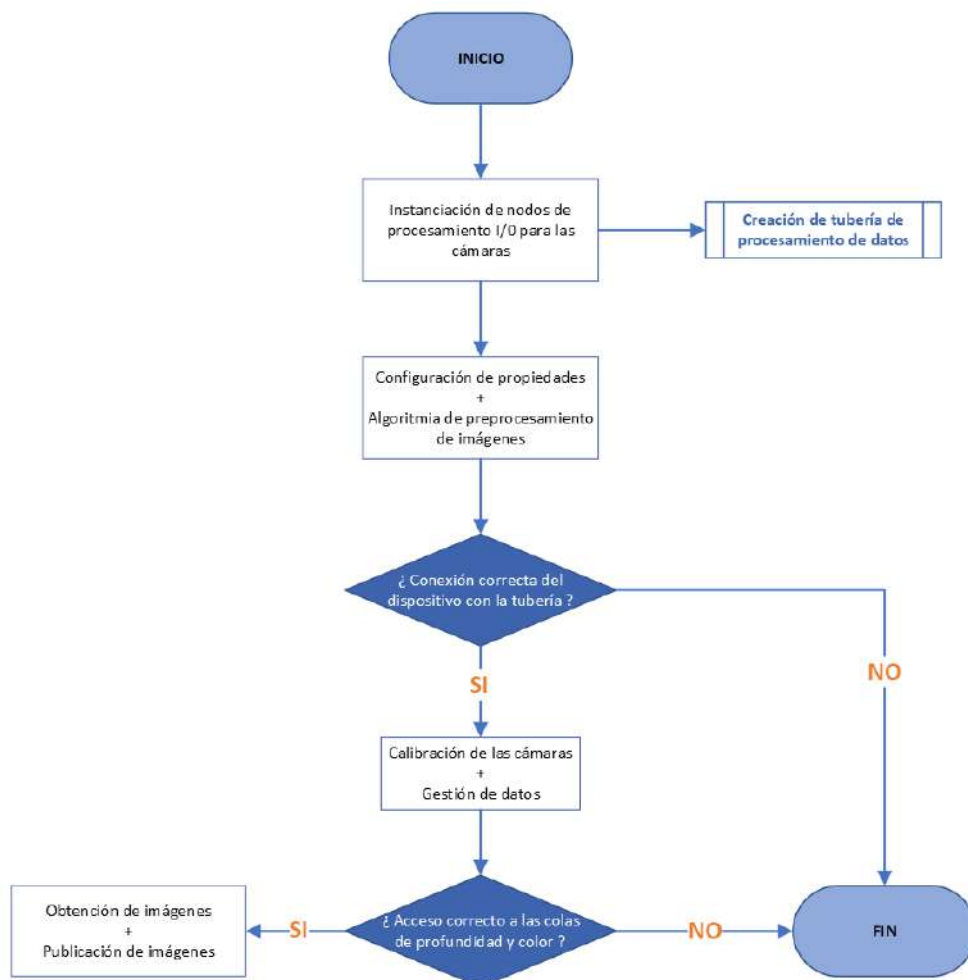 INICIO
Instanciación de nodos de
procesamiento I/0 para las
cámaras
Creación de tubería de
procesamiento de datos
Configuración de propiedades
+
Algoritmia de preprocesamiento
de imágenes
¿ Conexión correcta del
dispositivo con la tubería ?
NO
SI
Calibración de las cámaras
+
Gestión de datos
Obtención de imágenes
+
Publicación de imágenes
SI
¿ Acceso correcto a las colas
de profundidad y color ?
NO
FIN